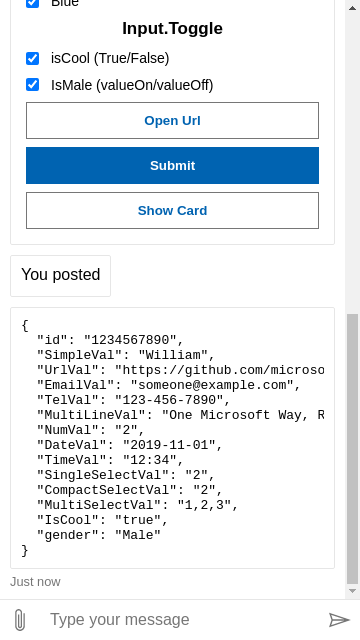 Blue
Input.Toggle
isCool (True/False)
IsMale (valueOn/valueOff)
Open Url
Submit
Show Card
You posted
{
  "id": "1234567890",
  "SimpleVal": "William",
  "UrlVal": "https://github.com/microso
  "EmailVal": "someone@example.com",
  "TelVal": "123-456-7890",
  "MultiLineVal": "One Microsoft Way, R
  "NumVal": "2",
  "DateVal": "2019-11-01",
  "TimeVal": "12:34",
  "SingleSelectVal": "2",
  "CompactSelectVal": "2",
  "MultiSelectVal": "1,2,3",
  "IsCool": "true",
  "gender": "Male"
}
Just now
Type your message